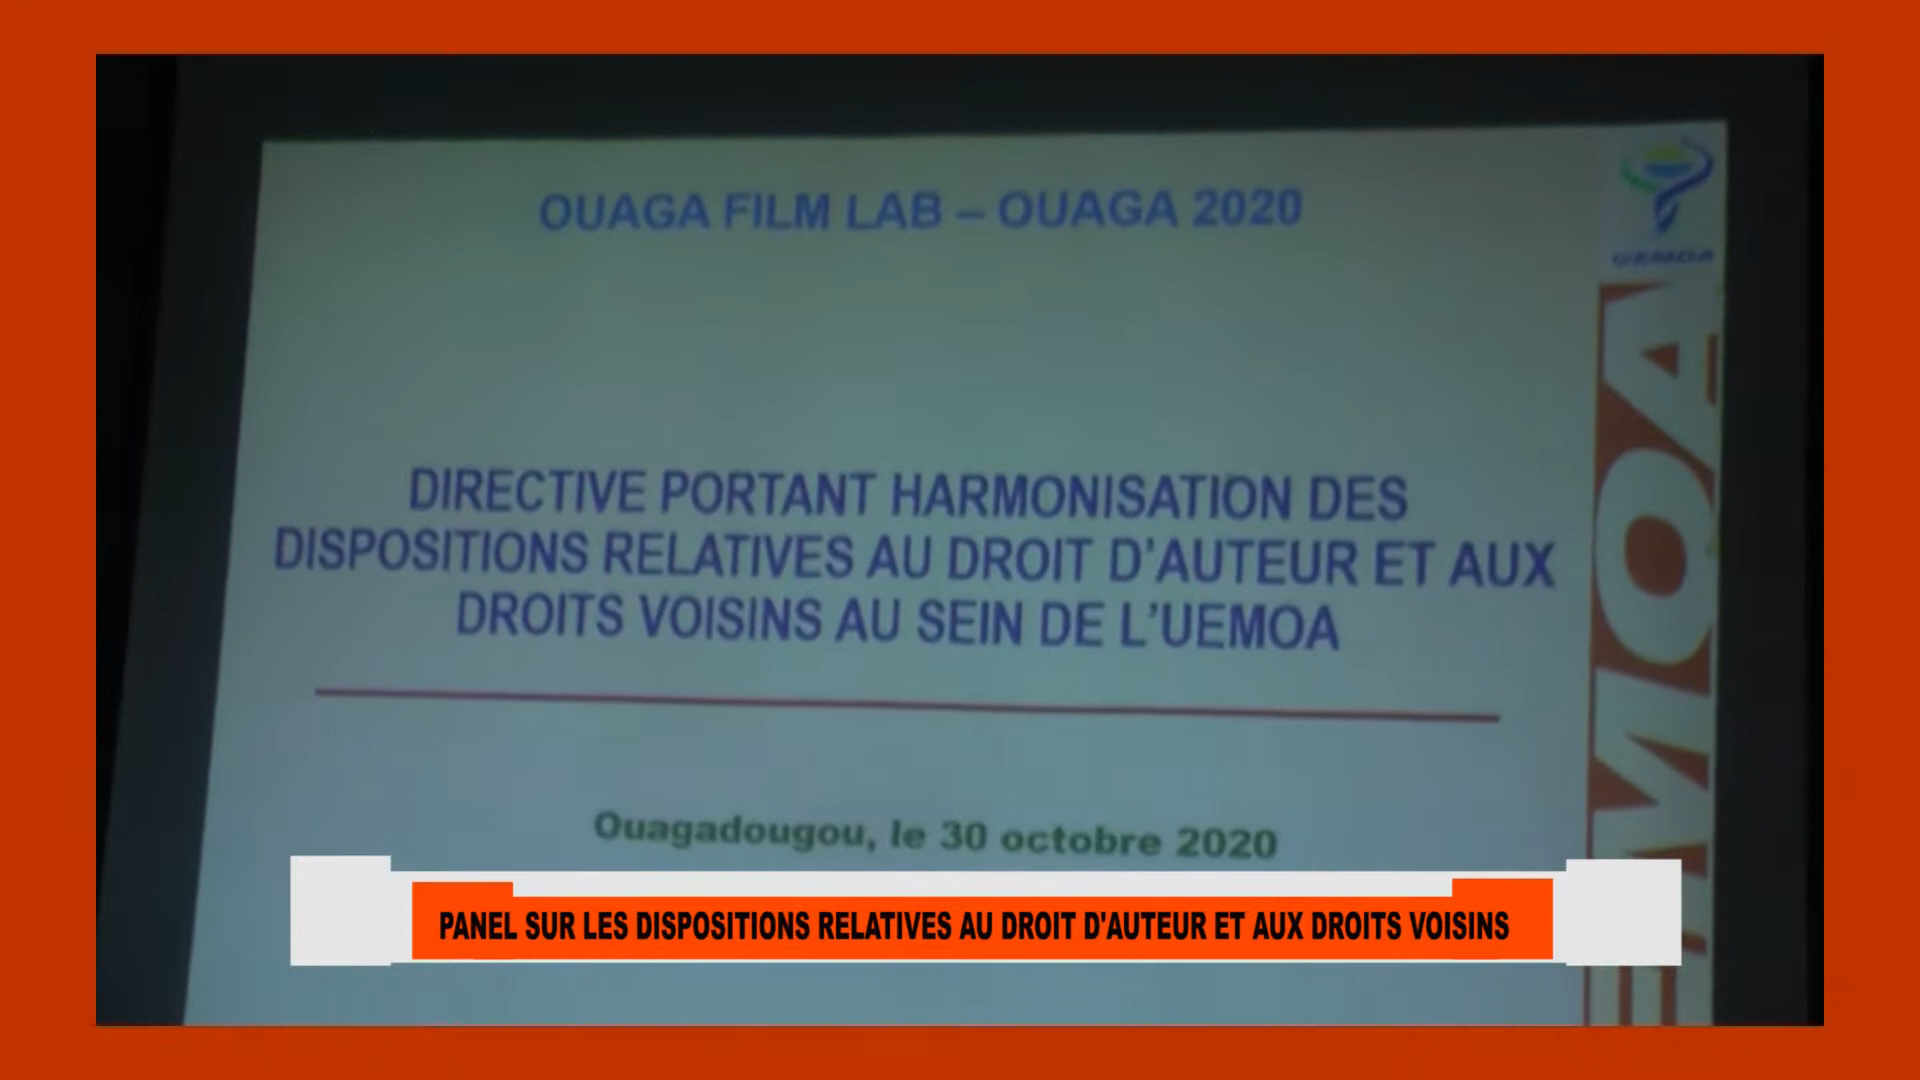 OUAGA FILM LAB – OUAGA 2020
UEMOA
DIRECTIVE PORTANT HARMONISATION DES
DISPOSITIONS RELATIVES AU DROIT D'AUTEUR ET AUX
DROITS VOISINS AU SEIN DE L'UEMOA
EMOA
Ouagadougou, le 30 octobre 2020
PANEL SUR LES DISPOSITIONS RELATIVES AU DROIT D'AUTEUR ET AUX DROITS VOISINS